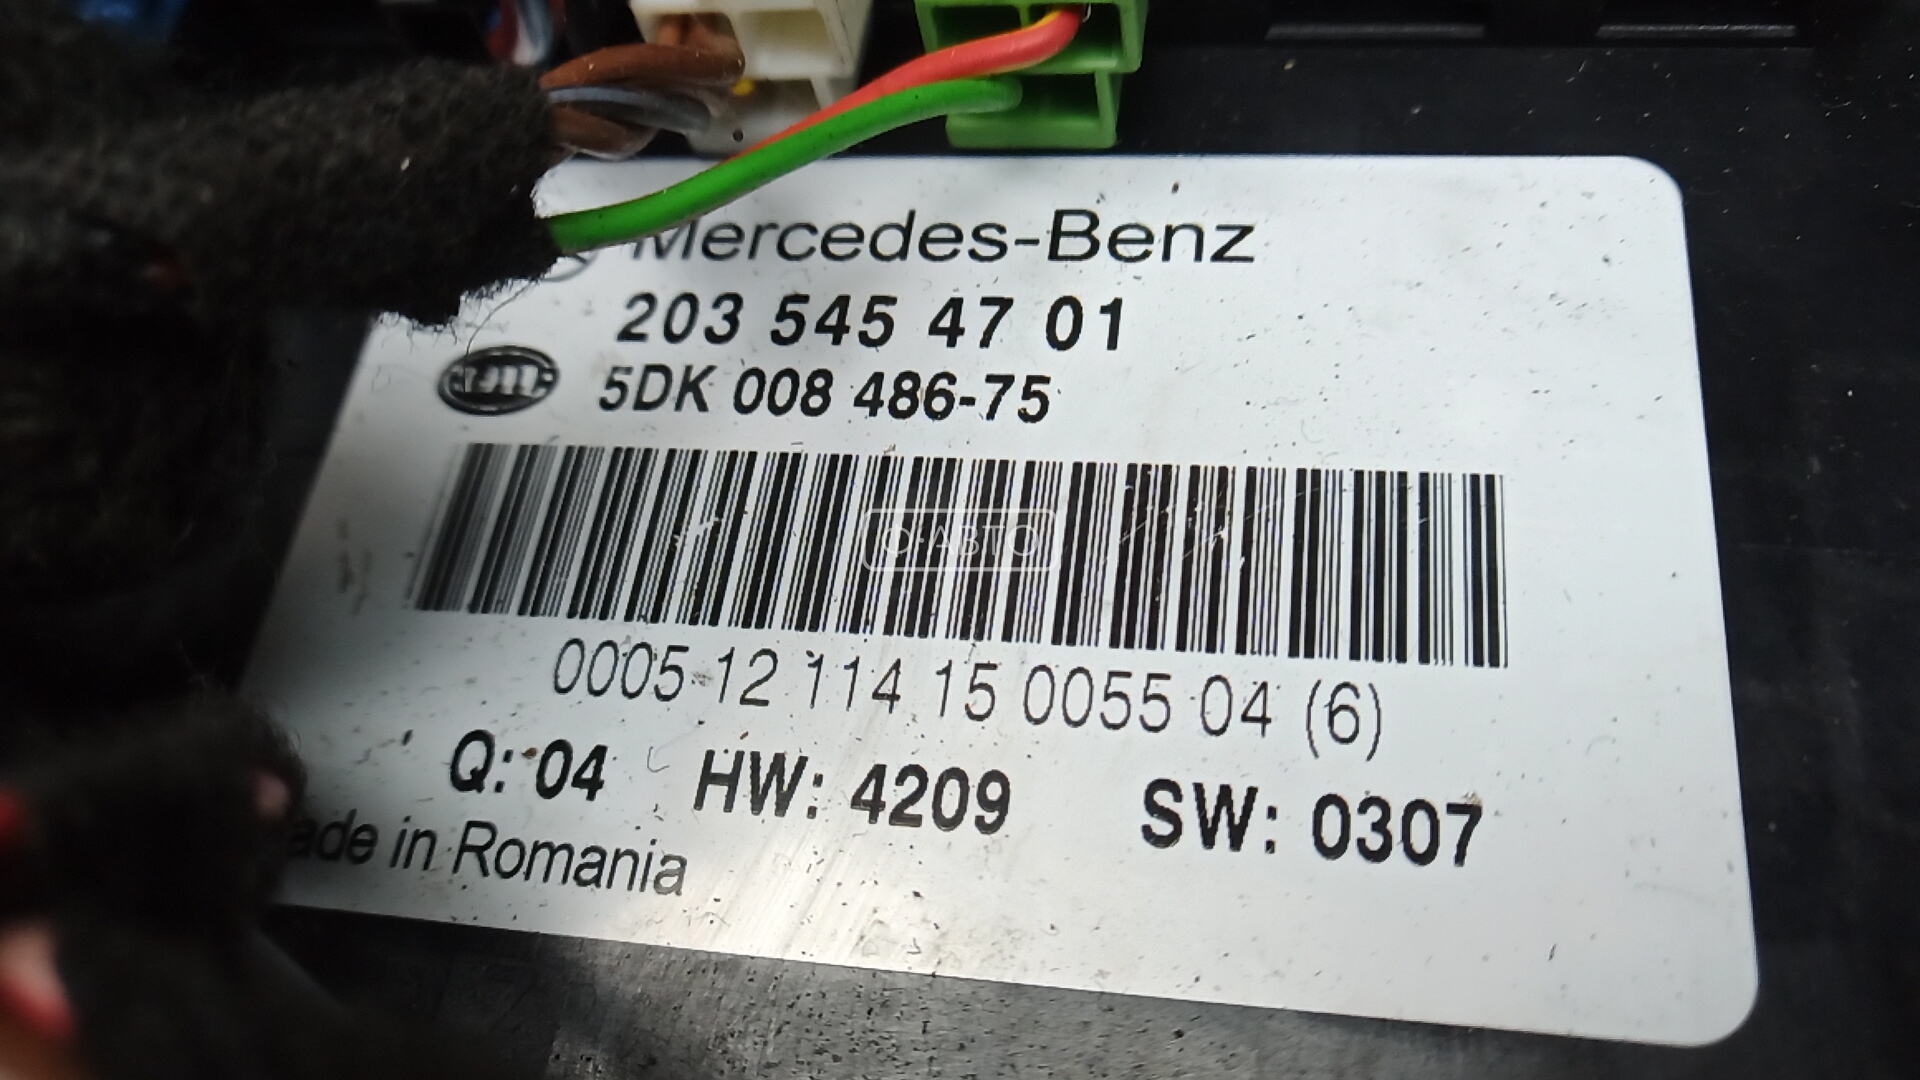 Mercedes-Benz
203 545 47 01
5DK 008 486-75
О-АВТО
0005 12 114 15 0055 04 (6)
Q: 04 HW: 4209 SW: 0307
ade in Romania